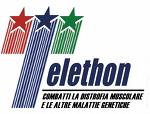 Telethon
COMBATTI LA DISTROFIA MUSCOLARE
E LE ALTRE MALATTIE GENETICHE